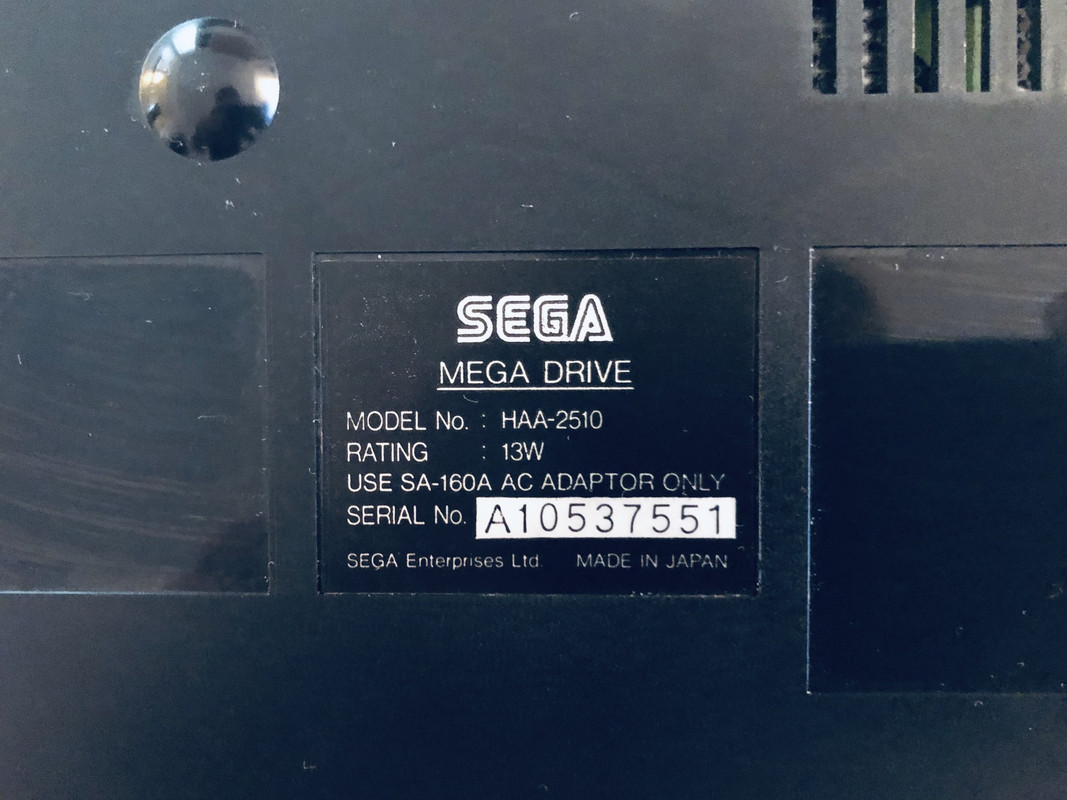 SEGA
MEGA DRIVE
MODEL No. : HAA-2510
RATING : 13W
USE SA-160A AC ADAPTOR ONLY
SERIAL No. A10537551
SEGA Enterprises Ltd. MADE IN JAPAN